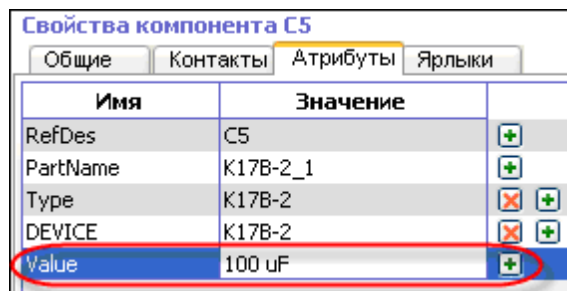 Свойства компонента C5
Общие Контакты Атрибуты Ярлыки
Имя Значение
RefDes C5
PartName K17B-2_1
Type K17B-2
DEVICE K17B-2
Value 100 uF